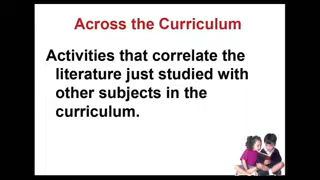 Across the Curriculum
Activities that correlate the
literature just studied with
other subjects in the
curriculum.